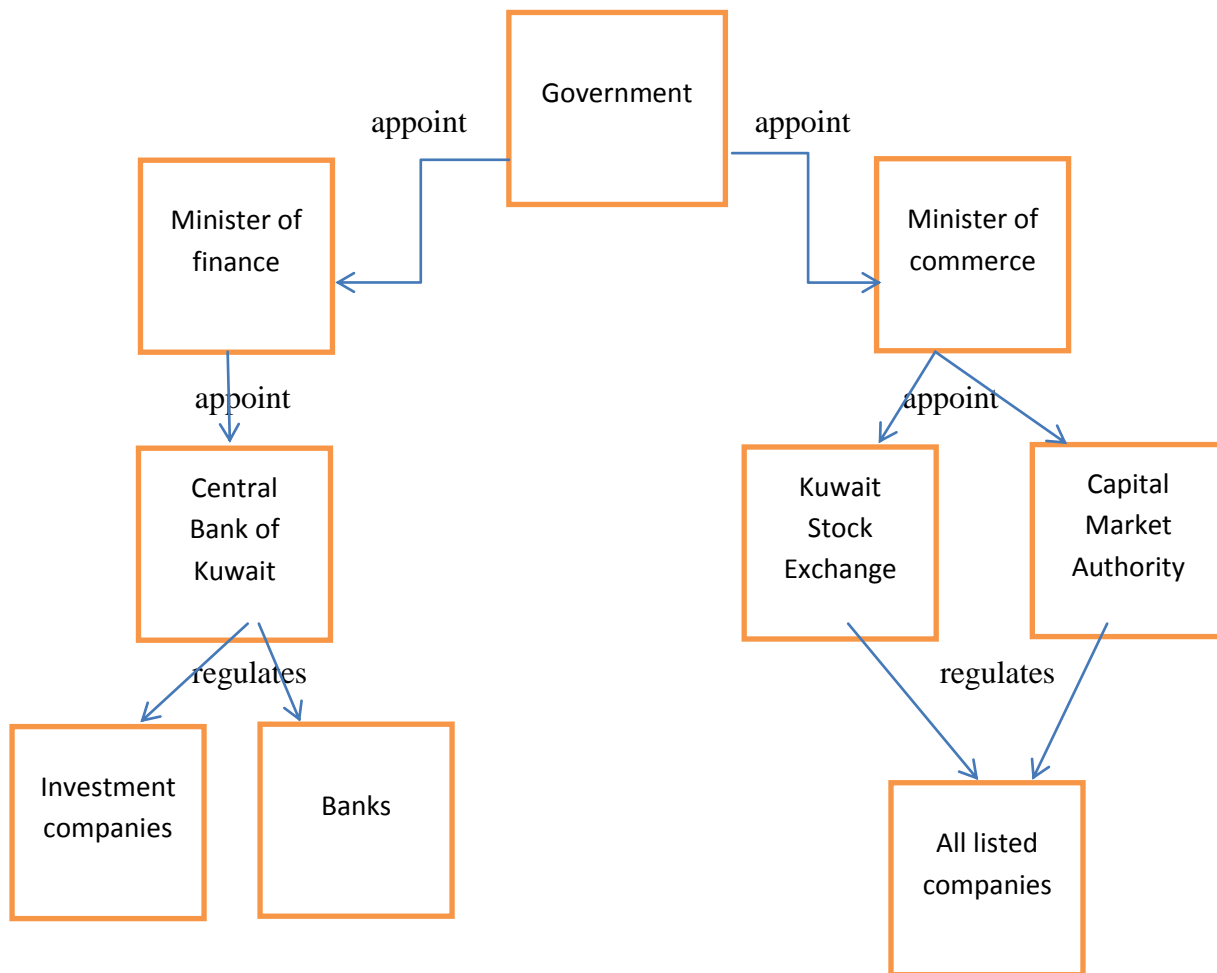 Government
appoint
appoint
Minister of
finance
Minister of
commerce
appoint
appoint
Central
Bank of
Kuwait
Kuwait
Stock
Exchange
Capital
Market
Authority
regulates
regulates
Investment
companies
Banks
All listed
companies